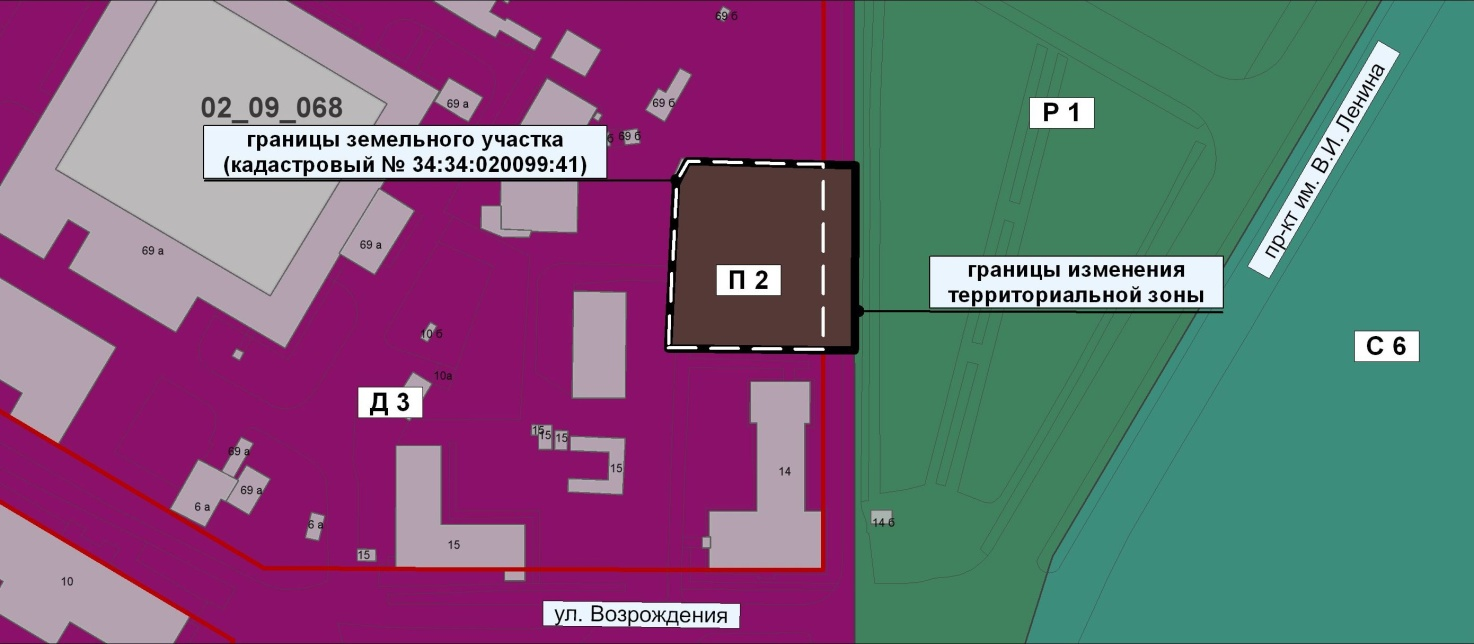 69 б
02_09_068
69 а
69 б
69 б
границы земельного участка
(кадастровый № 34:34:020099:41)
Р 1
пр-кт им. В.И. Ленина
69 а
69 а
П 2
границы изменения
территориальной зоны
10 б
С 6
10а
Д 3
15
15
15
69 а
15
14
69 а
6 а
6 а
14 б
15
15
10
ул. Возрождения